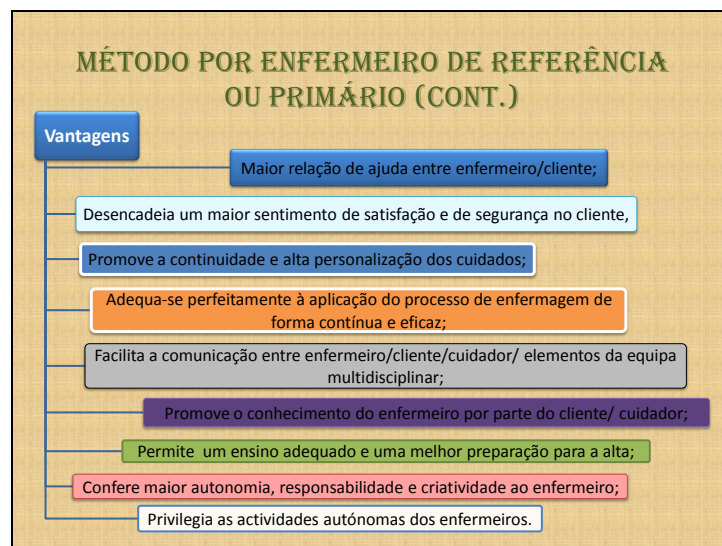 MÉTODO POR ENFERMEIRO DE REFERÊNCIA
OU PRIMÁRIO (CONT.)
Vantagens
Maior relação de ajuda entre enfermeiro/cliente;
Desencadeia um maior sentimento de satisfação e de segurança no cliente,
Promove a continuidade e alta personalização dos cuidados;
Adequa-se perfeitamente à aplicação do processo de enfermagem de
forma contínua e eficaz;
Facilita a comunicação entre enfermeiro/cliente/cuidador/ elementos da equipa
multidisciplinar;
Promove o conhecimento do enfermeiro por parte do cliente/ cuidador;
Permite um ensino adequado e uma melhor preparação para a alta;
Confere maior autonomia, responsabilidade e criatividade ao enfermeiro;
Privilegia as actividades autónomas dos enfermeiros.